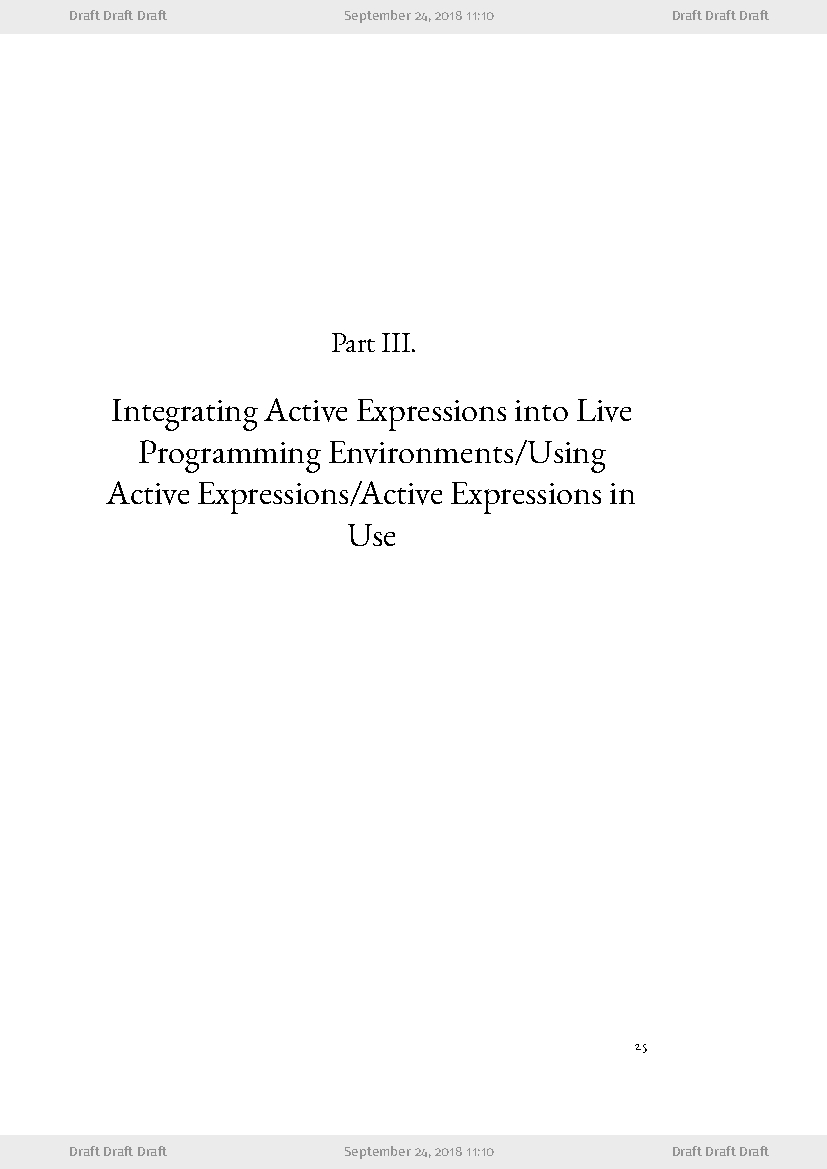 Draft Draft Draft September 24, 2018 11:10 Draft Draft Draft
Part III.
Integrating Active Expressions into Live
Programming Environments/Using
Active Expressions/Active Expressions in
Use
25
Draft Draft Draft September 24, 2018 11:10 Draft Draft Draft